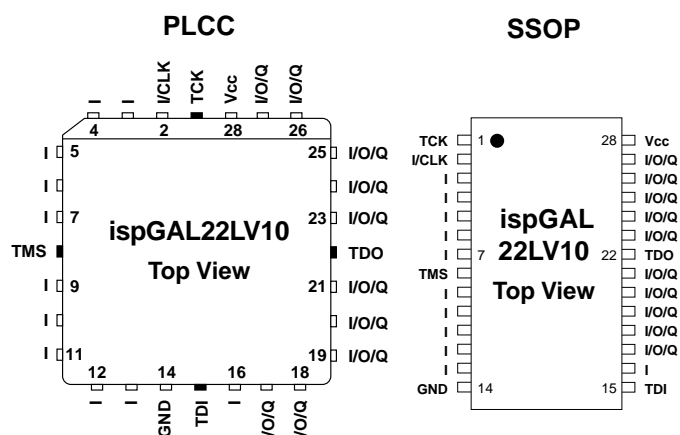 PLCC
I
I
I/CLK
TCK
Vcc
I/O/Q
I/O/Q
4
2
28
26
I 5
25 I/O/Q
I
I/O/Q
I 7
23 I/O/Q
ispGAL22LV10
TMS
TDO
Top View
I 9
21 I/O/Q
I
I/O/Q
I 11
19 I/O/Q
12
14
16
18
I
I
GND
TDI
I
I/O/Q
I/O/Q
SSOP
TCK 1
28 Vcc
I/CLK
I/O/Q
I
I/O/Q
I
I/O/Q
I
I/O/Q
I
I/O/Q
I 7
22 TDO
ispGAL
22LV10
Top View
TMS
I/O/Q
I
I/O/Q
I
I/O/Q
I
I/O/Q
I
I/O/Q
I
I
GND 14
15 TDI